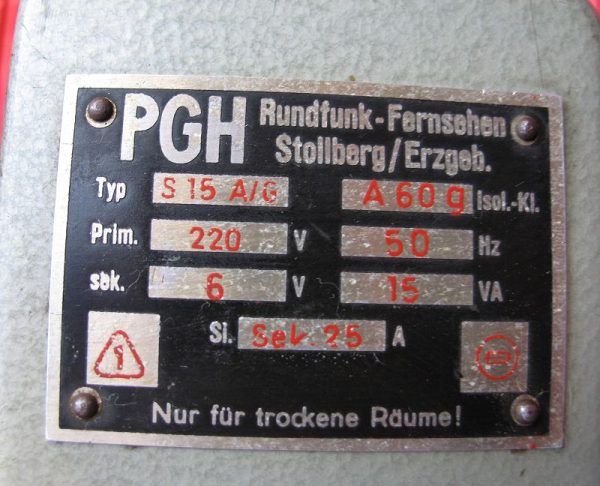 PGH Rundfunk-Fernsehen
Stollberg/Erzgeb.
Typ S 15 A/G A 60 g Isol.-Kl.
Prim. 220 V 50 Hz
sek. 6 V 15 VA
Si. Sek. 25 A
Nur für trockene Räume!